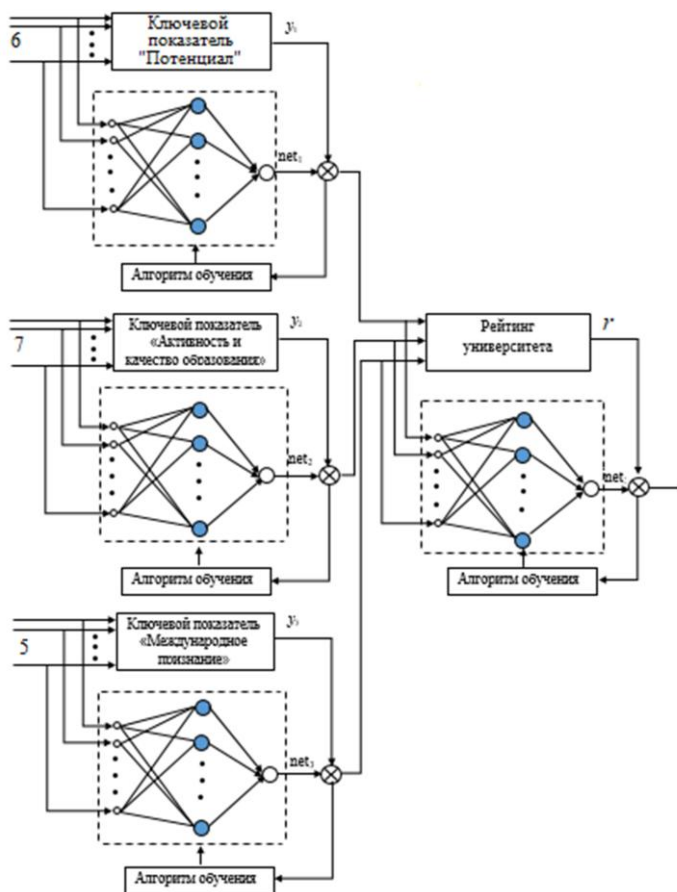 6
Ключевой
показатель
"Потенциал"
y₁
net₁
Алгоритм обучения
7
Ключевой показатель
«Активность и
качество образования»
y₂
net₂
Алгоритм обучения
Рейтинг
университета
r
net
Алгоритм обучения
5
Ключевой показатель
«Международное
признание»
y₃
net₃
Алгоритм обучения